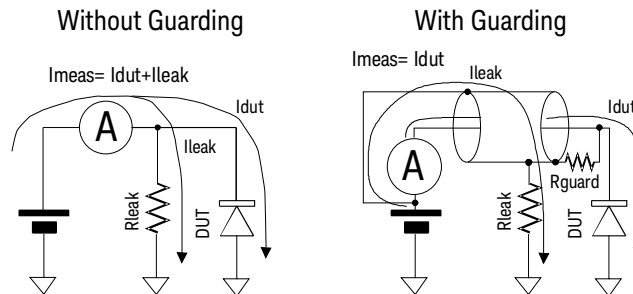 Without Guarding
Imeas= Idut+Ileak
A
Idut
Ileak
Rleak
DUT
With Guarding
Imeas= Idut
Ileak
Idut
A
Rguard
Rleak
DUT